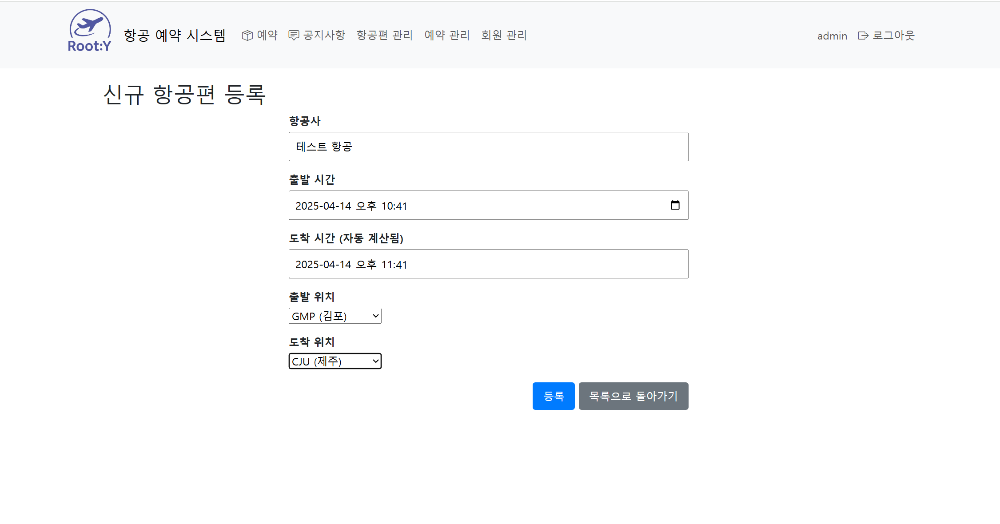 Root:Y
항공 예약 시스템 예약 공지사항 항공편 관리 예약 관리 회원 관리 admin 로그아웃
신규 항공편 등록
항공사
테스트 항공
출발 시간
2025-04-14 오후 10:41
도착 시간 (자동 계산됨)
2025-04-14 오후 11:41
출발 위치
GMP (김포)
도착 위치
CJU (제주)
등록 목록으로 돌아가기